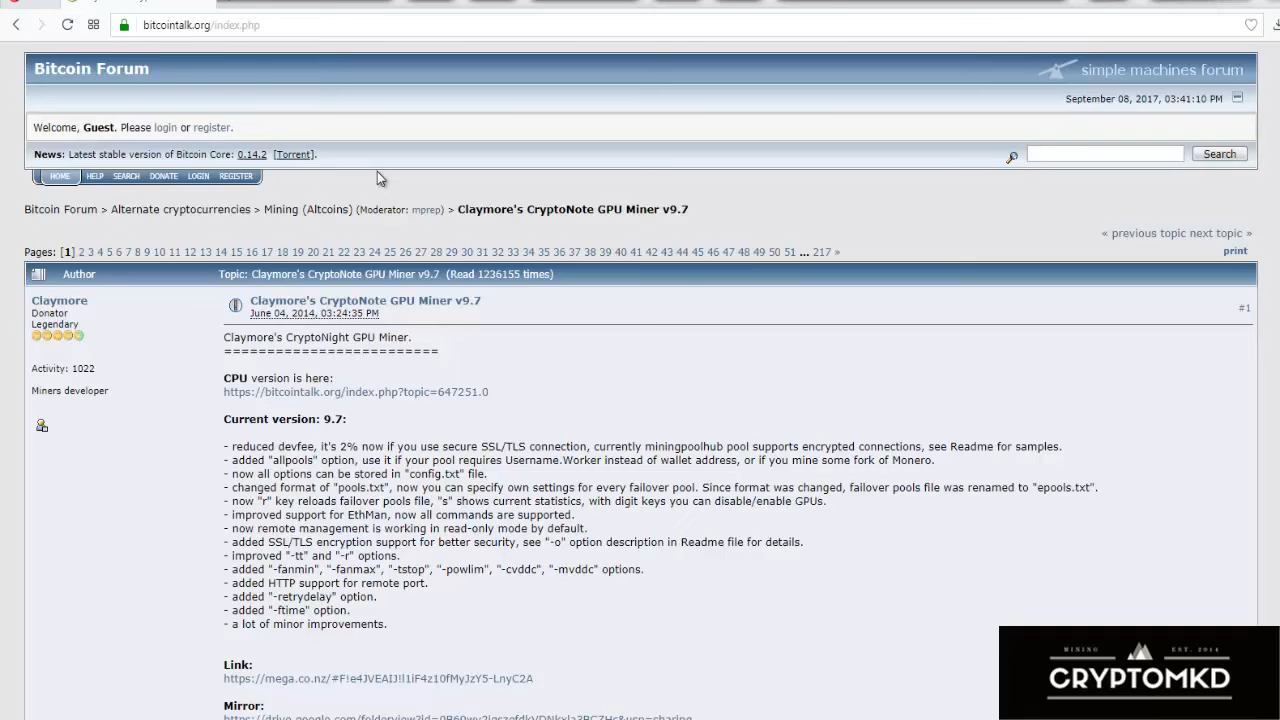 bitcointalk.org/index.php
Bitcoin Forum
simple machines forum
September 08, 2017, 03:41:10 PM
Welcome, Guest. Please login or register.
News: Latest stable version of Bitcoin Core: 0.14.2 [Torrent].
Search
HOME HELP SEARCH DONATE LOGIN REGISTER
Bitcoin Forum > Alternate cryptocurrencies > Mining (Altcoins) (Moderator: mprep) > Claymore's CryptoNote GPU Miner v9.7
« previous topic next topic »
Pages: [1] 2 3 4 5 6 7 8 9 10 11 12 13 14 15 16 17 18 19 20 21 22 23 24 25 26 27 28 29 30 31 32 33 34 35 36 37 38 39 40 41 42 43 44 45 46 47 48 49 50 51 ... 217 »
print
Author
Topic: Claymore's CryptoNote GPU Miner v9.7 (Read 1236155 times)
Claymore
Donator
Legendary
Activity: 1022
Miners developer
Claymore's CryptoNote GPU Miner v9.7
June 04, 2014, 03:24:35 PM
#1
Claymore's CryptoNight GPU Miner.
=========================
CPU version is here:
https://bitcointalk.org/index.php?topic=647251.0
Current version: 9.7:
- reduced devfee, it's 2% now if you use secure SSL/TLS connection, currently miningpoolhub pool supports encrypted connections, see Readme for samples.
- added "allpools" option, use it if your pool requires Username.Worker instead of wallet address, or if you mine some fork of Monero.
- now all options can be stored in "config.txt" file.
- changed format of "pools.txt", now you can specify own settings for every failover pool. Since format was changed, failover pools file was renamed to "epools.txt".
- now "r" key reloads failover pools file, "s" shows current statistics, with digit keys you can disable/enable GPUs.
- improved support for EthMan, now all commands are supported.
- now remote management is working in read-only mode by default.
- added SSL/TLS encryption support for better security, see "-o" option description in Readme file for details.
- improved "-tt" and "-r" options.
- added "-fanmin", "-fanmax", "-tstop", "-powlim", "-cvddc", "-mvddc" options.
- added HTTP support for remote port.
- added "-retrydelay" option.
- added "-ftime" option.
- a lot of minor improvements.
Link:
https://mega.co.nz/#F!e4JVEAIJ!l1iF4z10fMyJzY5-LnyC2A
Mirror:
MINING EST. 2014
CRYPTOMKD